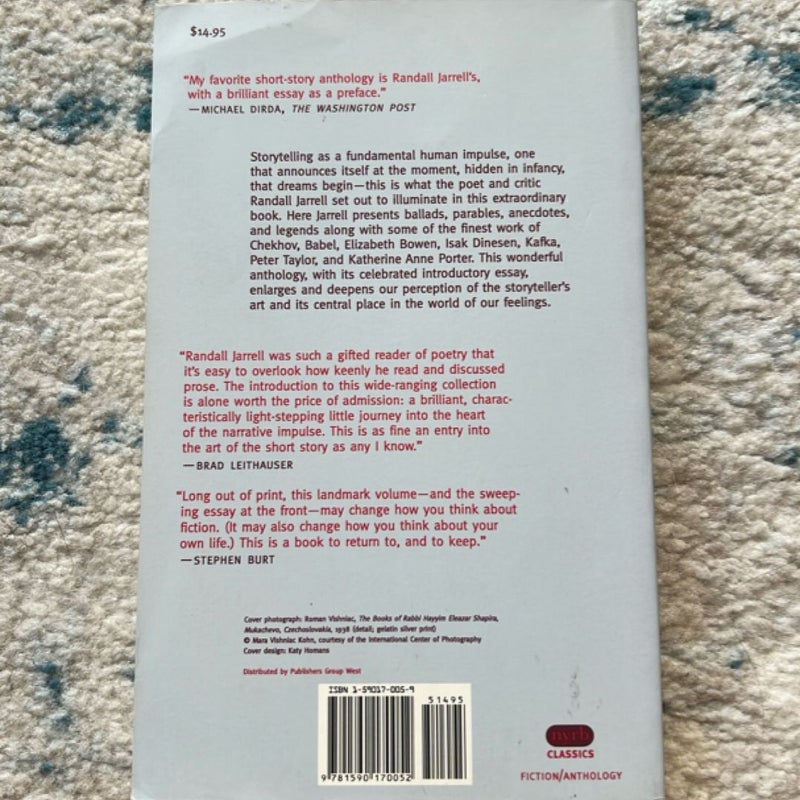 $14.95
“My favorite short-story anthology is Randall Jarrell's,
with a brilliant essay as a preface.”
—MICHAEL DIRDA, THE WASHINGTON POST
Storytelling as a fundamental human impulse, one
that announces itself at the moment, hidden in infancy,
that dreams begin—this is what the poet and critic
Randall Jarrell set out to illuminate in this extraordinary
book. Here Jarrell presents ballads, parables, anecdotes,
and legends along with some of the finest work of
Chekhov, Babel, Elizabeth Bowen, Isak Dinesen, Kafka,
Peter Taylor, and Katherine Anne Porter. This wonderful
anthology, with its celebrated introductory essay,
enlarges and deepens our perception of the storyteller's
art and its central place in the world of our feelings.
“Randall Jarrell was such a gifted reader of poetry that
it's easy to overlook how keenly he read and discussed
prose. The introduction to this wide-ranging collection
is alone worth the price of admission: a brilliant, charac-
teristically light-stepping little journey into the heart
of the narrative impulse. This is as fine an entry into
the art of the short story as any I know.”
—BRAD LEITHAUSER
“Long out of print, this landmark volume—and the sweep-
ing essay at the front—may change how you think about
fiction. (It may also change how you think about your
own life.) This is a book to return to, and to keep.”
—STEPHEN BURT
Cover photograph: Roman Vishniac, The Books of Rabbi Hayyim Eleazar Shapira,
Mukachevo, Czechoslovakia, 1938 (detail; gelatin silver print)
© Mara Vishniac Kohn, courtesy of the International Center of Photography
Cover design: Katy Homans
Distributed by Publishers Group West
ISBN 1-59017-005-9
51495
9 781590 170052
nyrb
CLASSICS
FICTION/ANTHOLOGY